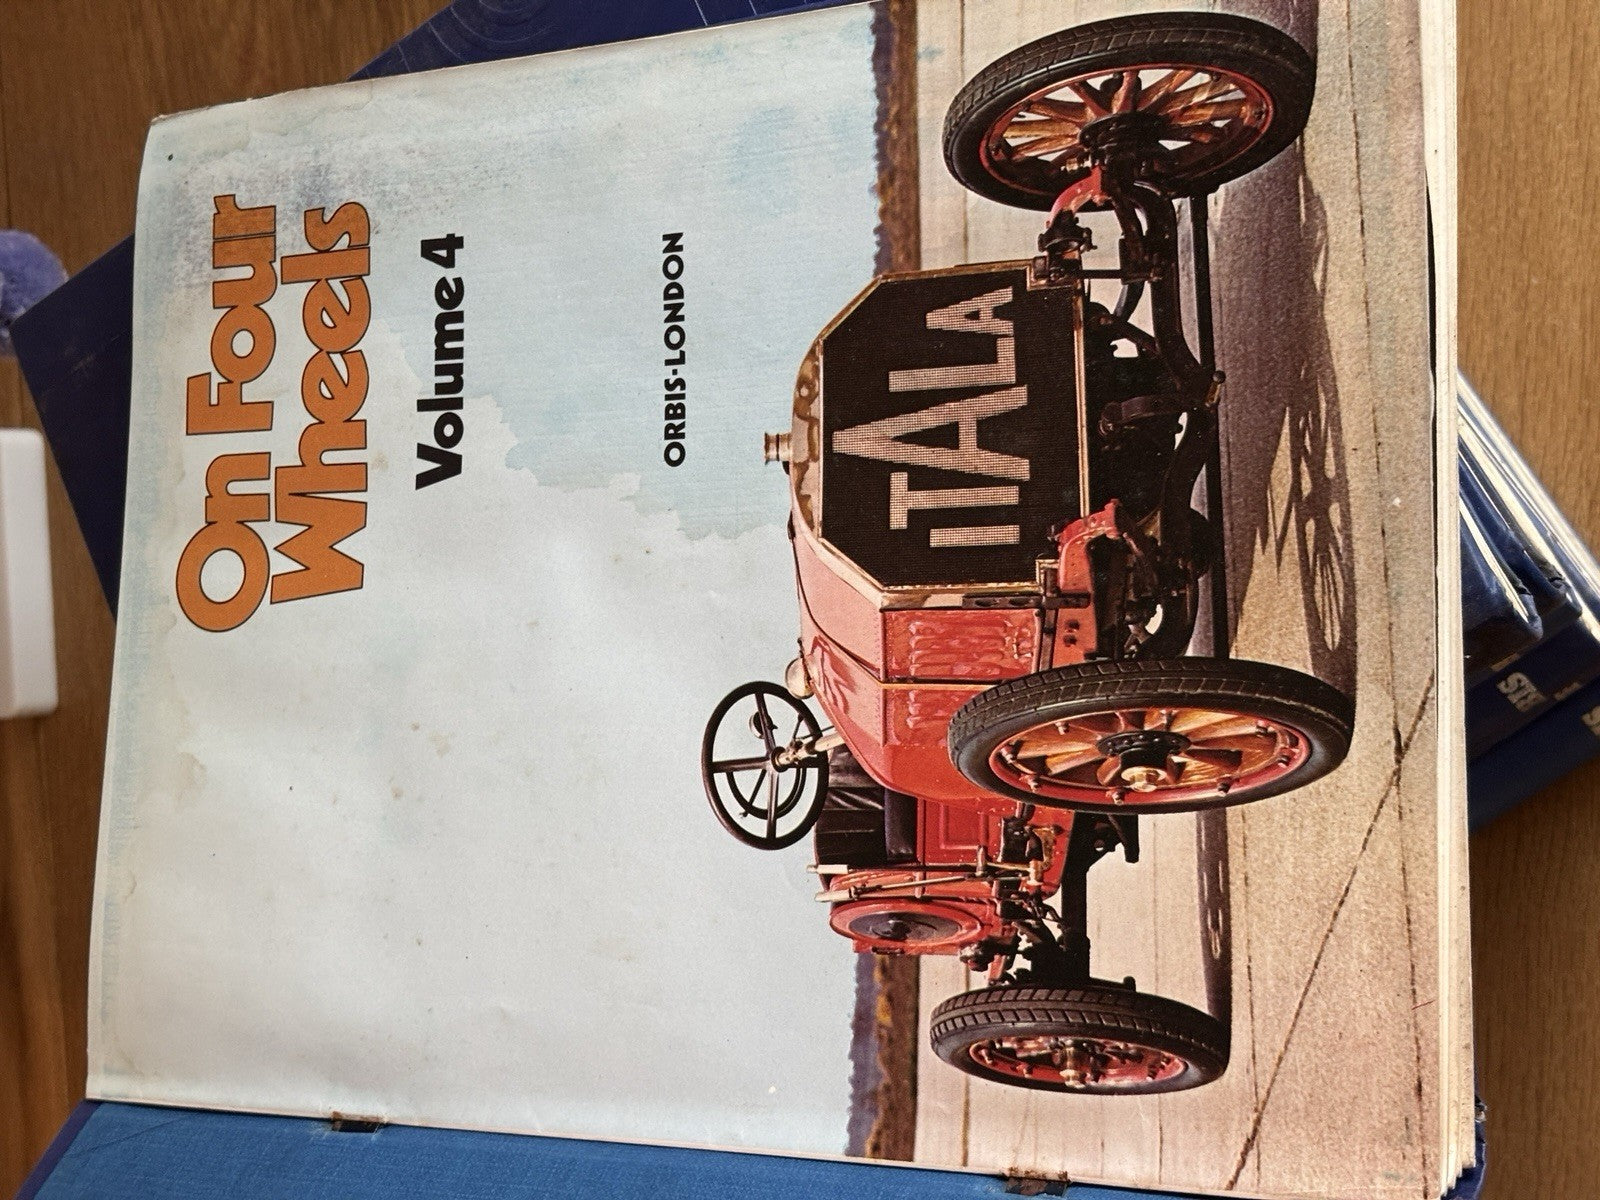 On Four
Wheels
Volume 4
ORBIS-LONDON
ITALA